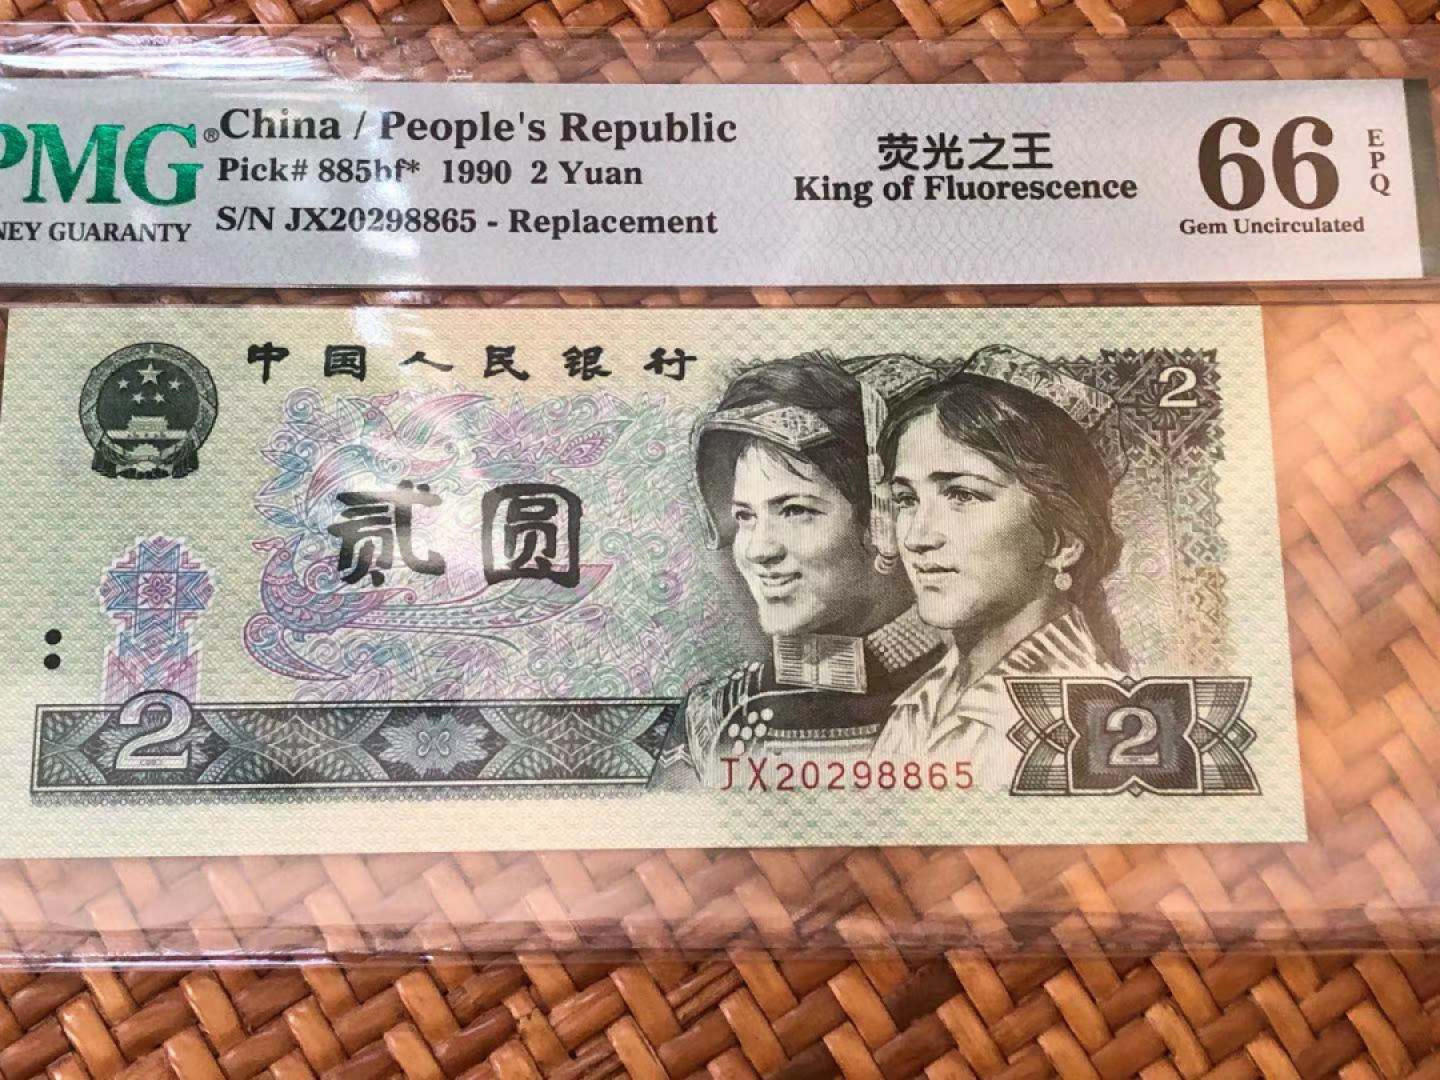 PMG®
China / People's Republic
Pick# 885bf* 1990 2 Yuan
S/N JX20298865 - Replacement
NEY GUARANTY
荧光之王
King of Fluorescence
66 EPQ
Gem Uncirculated
中国人民银行
2
贰圆
2
2
JX20298865